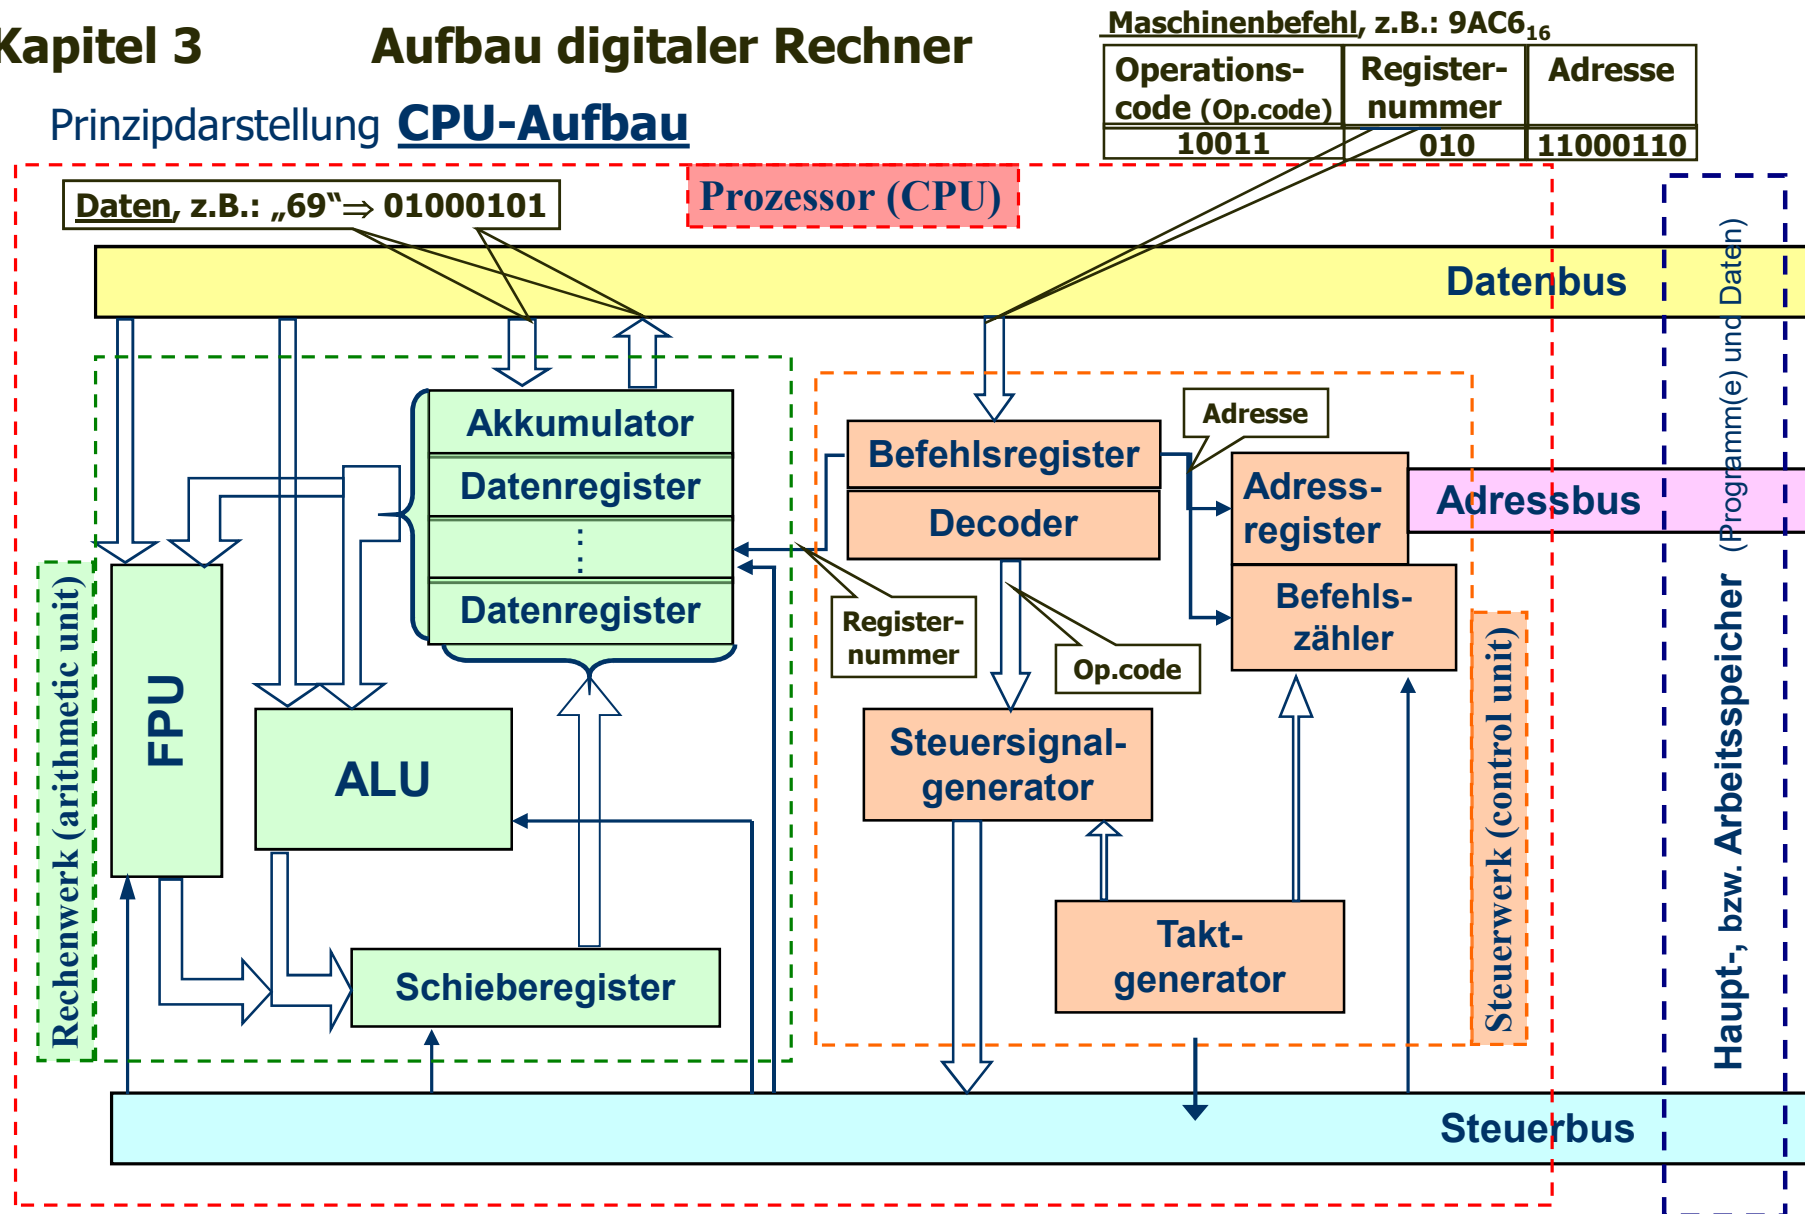 Kapitel 3 Aufbau digitaler Rechner
Prinzipdarstellung CPU-Aufbau
Maschinenbefehl, z.B.: 9AC6₁₆
Operations-
code (Op.code)
Register-
nummer
Adresse
10011 010 11000110
Prozessor (CPU)
Daten, z.B.: „69“⇒ 01000101
Datenbus
Akkumulator
Datenregister
⋮
Datenregister
FPU
ALU
Schieberegister
Rechenwerk (arithmetic unit)
Befehlsregister
Decoder
Adresse
Adress-
register
Adressbus
Befehls-
zähler
Register-
nummer
Op.code
Steuersignal-
generator
Takt-
generator
Steuerwerk (control unit)
Haupt-, bzw. Arbeitsspeicher (Programm(e) und Daten)
Steuerbus